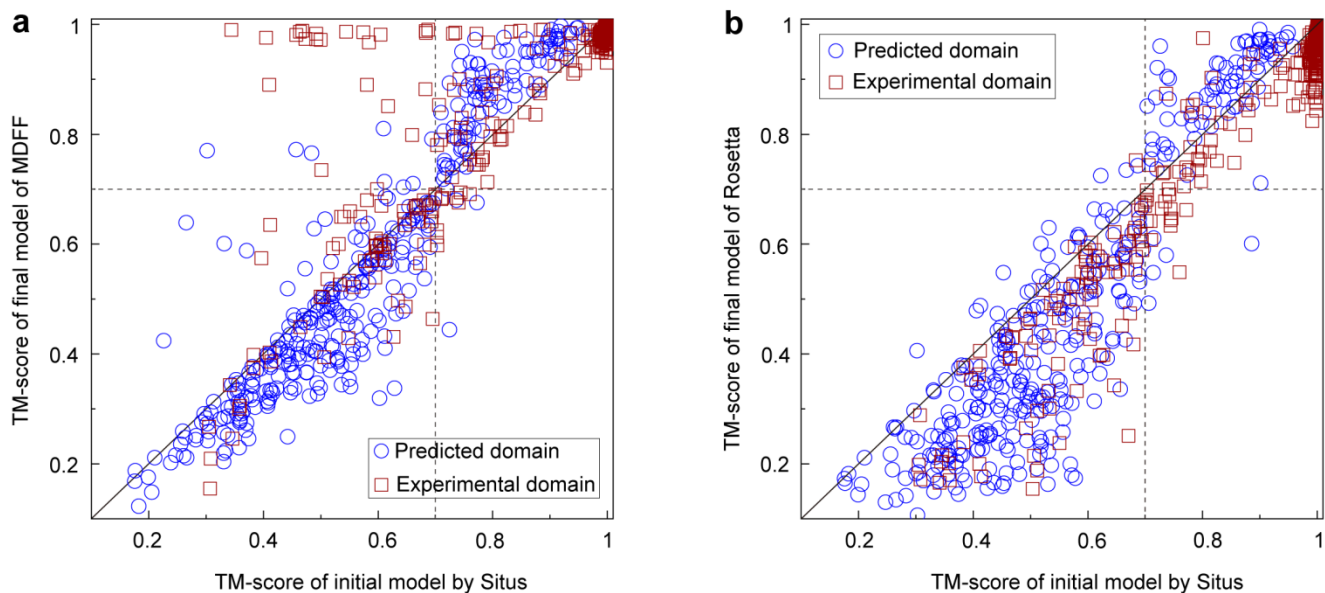 a
TM-score of final model of MDFF
1
0.8
0.6
0.4
0.2
Predicted domain
Experimental domain
0.2 0.4 0.6 0.8 1
TM-score of initial model by Situs
b
TM-score of final model of Rosetta
Predicted domain
Experimental domain
1
0.8
0.6
0.4
0.2
0.2 0.4 0.6 0.8 1
TM-score of initial model by Situs